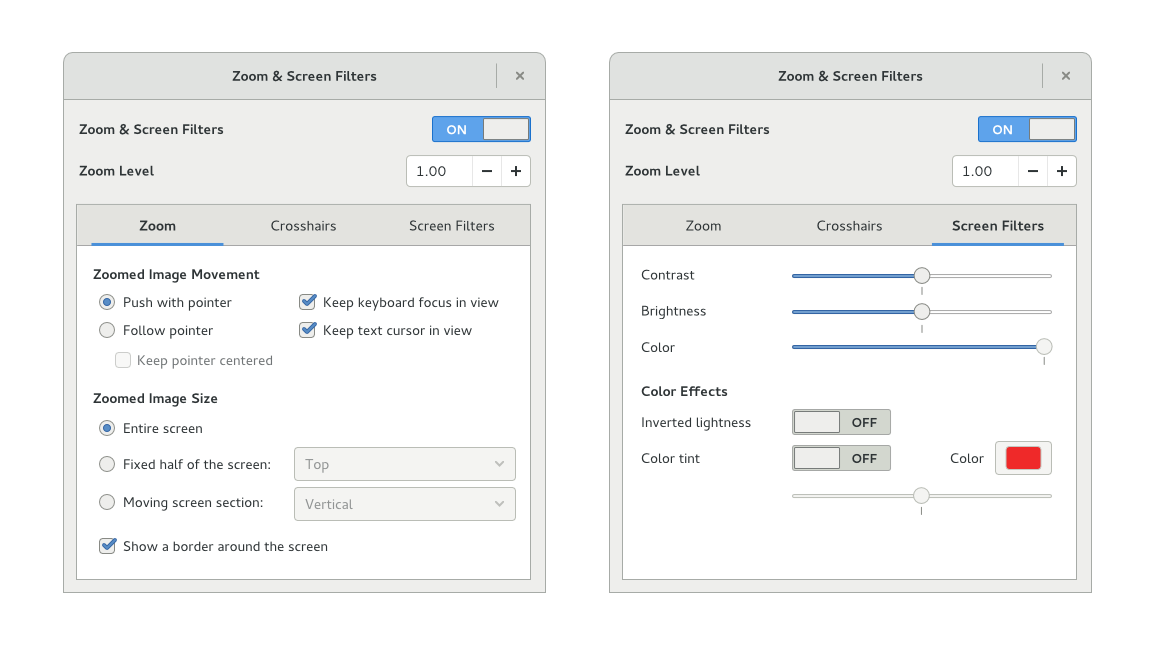 Zoom & Screen Filters
Zoom & Screen Filters ON
Zoom Level 1.00
Zoom Crosshairs Screen Filters
Zoomed Image Movement
Push with pointer Keep keyboard focus in view
Follow pointer Keep text cursor in view
Keep pointer centered
Zoomed Image Size
Entire screen
Fixed half of the screen: Top
Moving screen section: Vertical
Show a border around the screen
Zoom & Screen Filters
Zoom & Screen Filters ON
Zoom Level 1.00
Zoom Crosshairs Screen Filters
Contrast
Brightness
Color
Color Effects
Inverted lightness OFF
Color tint OFF Color